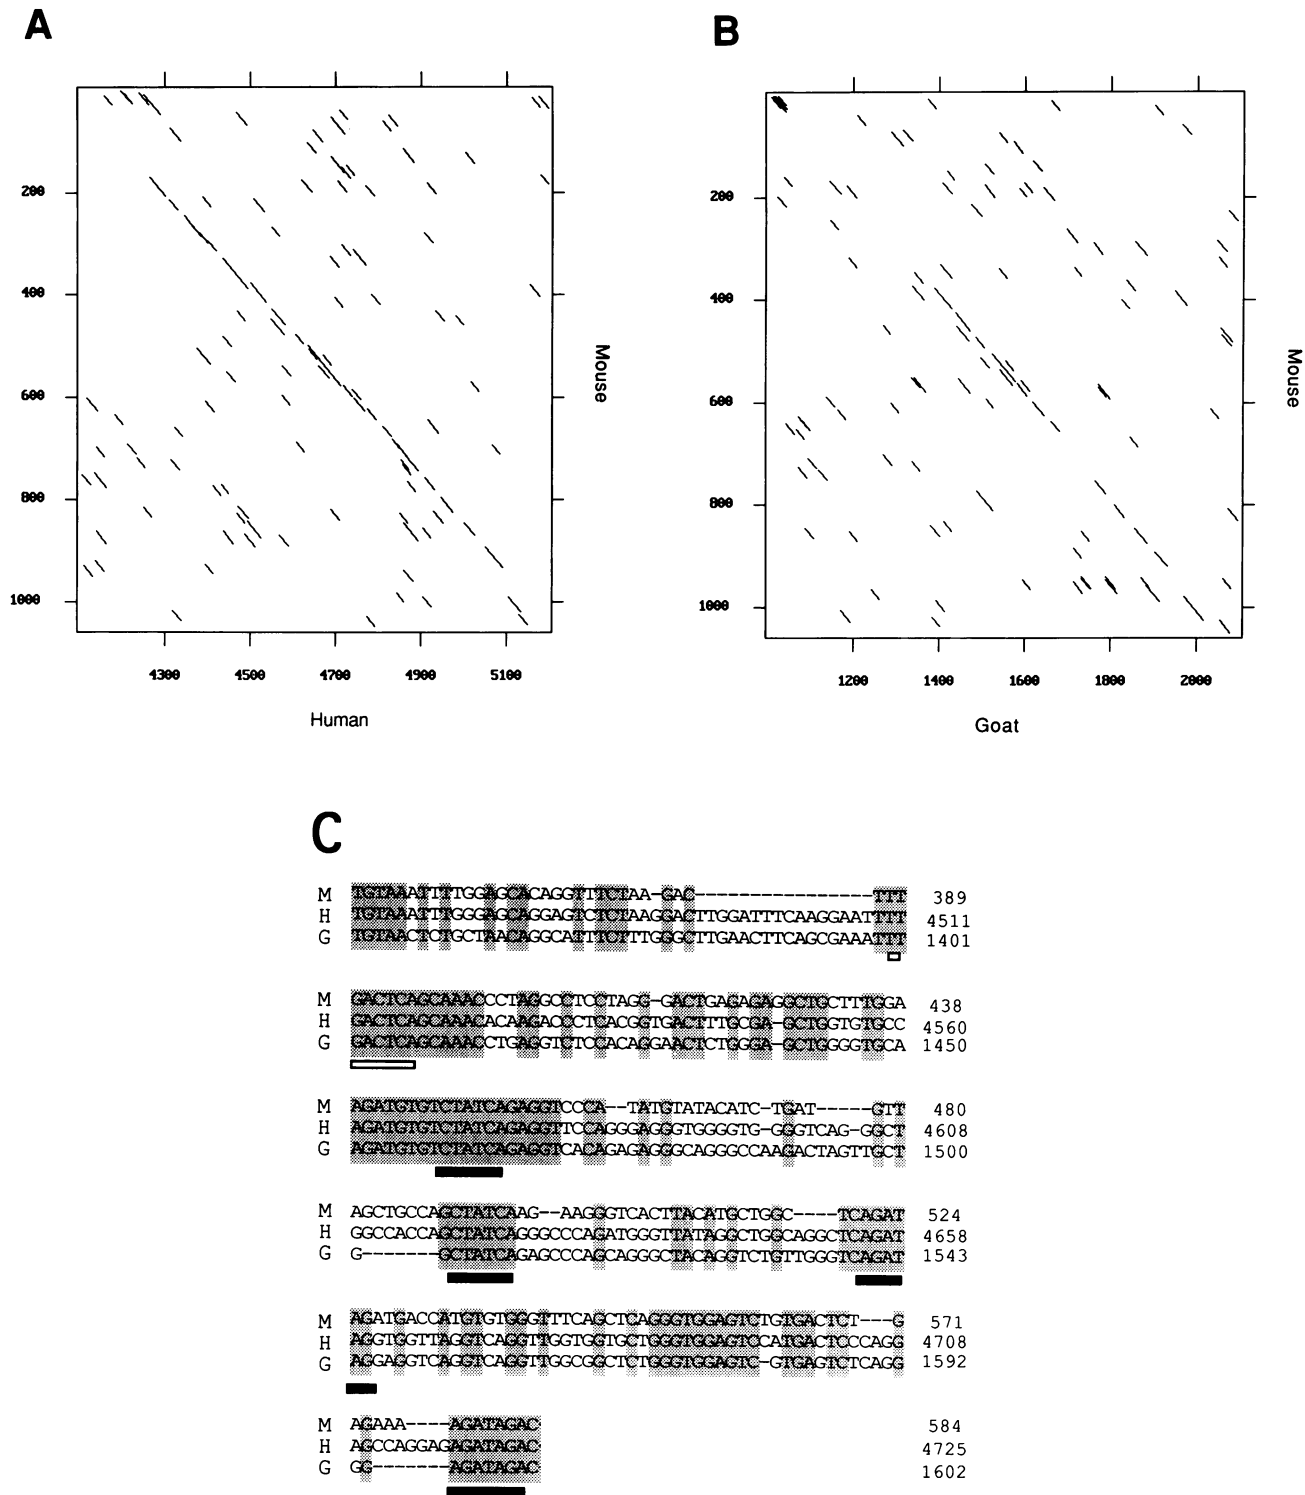 A
B
200
400
600
800
1000
Mouse
4300 4500 4700 4900 5100
Human
200
400
600
800
1000
Mouse
1200 1400 1600 1800 2000
Goat
C
M TGTAAATTTTGGAGCACAGGTTTCTAA-GAC----------------TTT 389
H TGTAAATTTGGGAGCAGGAGTCTCTAAGGACTTGGATTTCAAGGAATTTT 4511
G TGTAACTCTGCTAACAGGCATTTCTTTGGGCTTGAACTTCAGCGAAATTT 1401
M GACTCAGCAAACCCTAGGCCTCCTAGG-GACTGAGAGAGGCTGCTTTGGA 438
H GACTCAGCAAACACAAGACCCTCACGGTGACTTTGCGA-GCTGGTGTGCC 4560
G GACTCAGCAAACCTGAGGTCTCCACAGGAACTCTGGGA-GCTGGGGTGCA 1450
M AGATGTGTCTATCAGAGGTCCCA--TATGTATACATC-TGAT-----GTT 480
H AGATGTGTCTATCAGAGGTTCCAGGGAGGGTGGGGTG-GGGTCAG-GGCT 4608
G AGATGTGTCTATCAGAGGTCACAGAGAGGGCAGGGCCAAGACTAGTTGCT 1500
M AGCTGCCAGCTATCAAG--AAGGGTCACTTACATGCTGGC----TCAGAT 524
H GGCCACCAGCTATCAGGGCCCAGATGGGTTATAGGCTGGCAGGCTCAGAT 4658
G G-------GCTATCAGAGCCCAGCAGGGCTACAGGTCTGTTGGGTCAGAT 1543
M AGATGACCATGTGTGGGTTTCAGCTCAGGGTGGAGTCTGTGACTCT---G 571
H AGGTGGTTAGGTCAGGTTGGTGGTGCTGGGTGGAGTCCATGACTCCCAGG 4708
G AGGAGGTCAGGTCAGGTTGGCGGCTCTGGGTGGAGTC-GTGAGTCTCAGG 1592
M AGAAA----AGATAGAC 584
H AGCCAGGAGAGATAGAC 4725
G GG-------AGATAGAC 1602